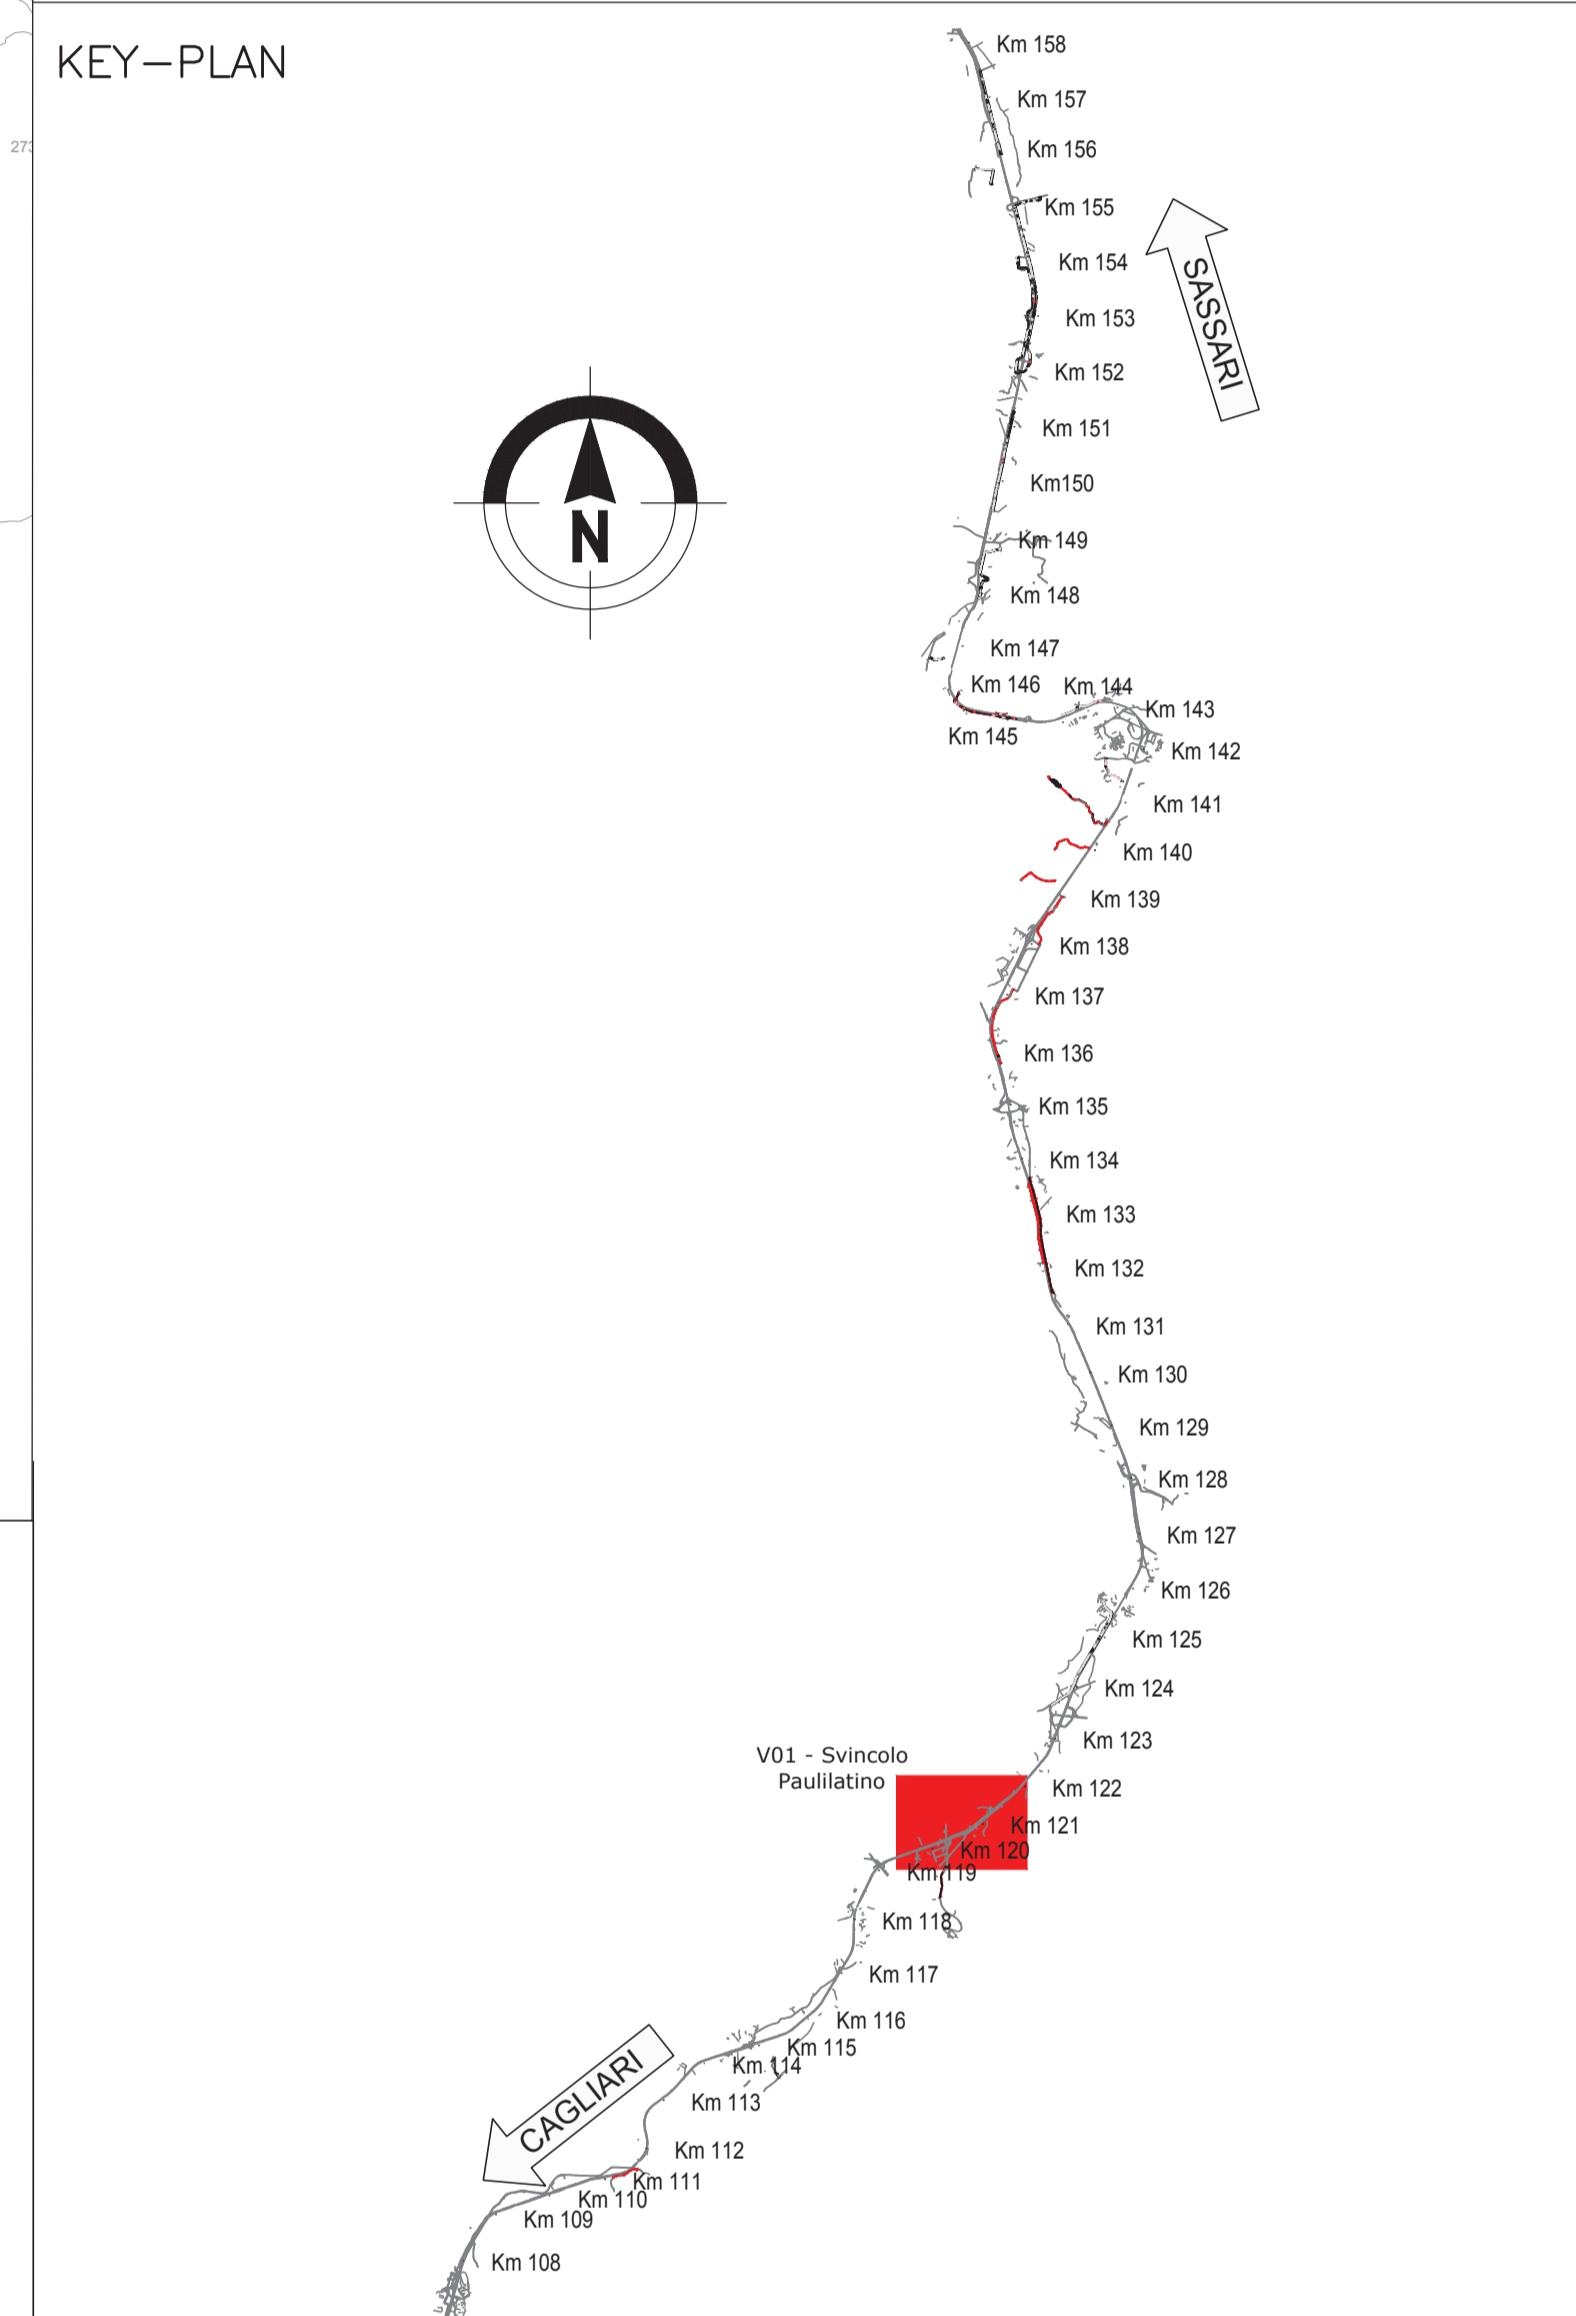 KEY-PLAN
273
Km 158
Km 157
Km 156
Km 155
Km 154
Km 153
Km 152
Km 151
Km150
Km 149
Km 148
Km 147
Km 146
Km 144
Km 143
Km 145
Km 142
Km 141
Km 140
Km 139
Km 138
Km 137
Km 136
Km 135
Km 134
Km 133
Km 132
Km 131
Km 130
Km 129
Km 128
Km 127
Km 126
Km 125
Km 124
Km 123
Km 122
Km 121
Km 120
Km 119
Km 118
Km 117
Km 116
Km 115
Km 114
Km 113
Km 112
Km 111
Km 110
Km 109
Km 108
SASSARI
N
V01 - Svincolo
Paulilatino
CAGLIARI